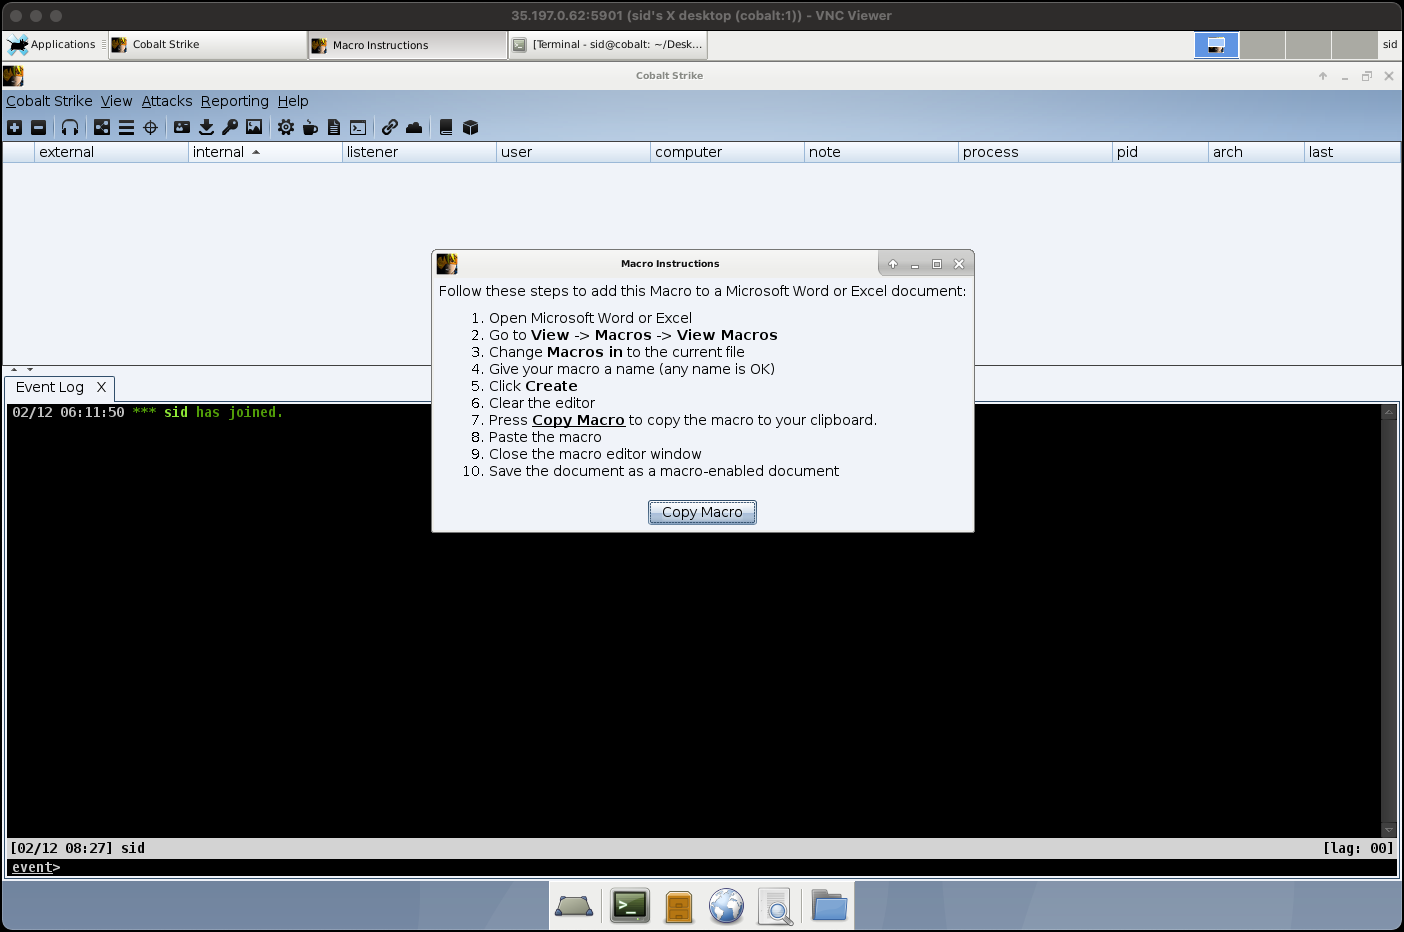 35.197.0.62:5901 (sid's X desktop (cobalt:1)) - VNC Viewer
Applications Cobalt Strike Macro Instructions [Terminal - sid@cobalt: ~/Desk... sid
Cobalt Strike
Cobalt Strike View Attacks Reporting Help
external internal listener user computer note process pid arch last
Macro Instructions
Follow these steps to add this Macro to a Microsoft Word or Excel document:
1. Open Microsoft Word or Excel
2. Go to View -> Macros -> View Macros
3. Change Macros in to the current file
4. Give your macro a name (any name is OK)
5. Click Create
6. Clear the editor
7. Press Copy Macro to copy the macro to your clipboard.
8. Paste the macro
9. Close the macro editor window
10. Save the document as a macro-enabled document
Copy Macro
Event Log X
02/12 06:11:50 *** sid has joined.
[02/12 08:27] sid [lag: 00]
event>